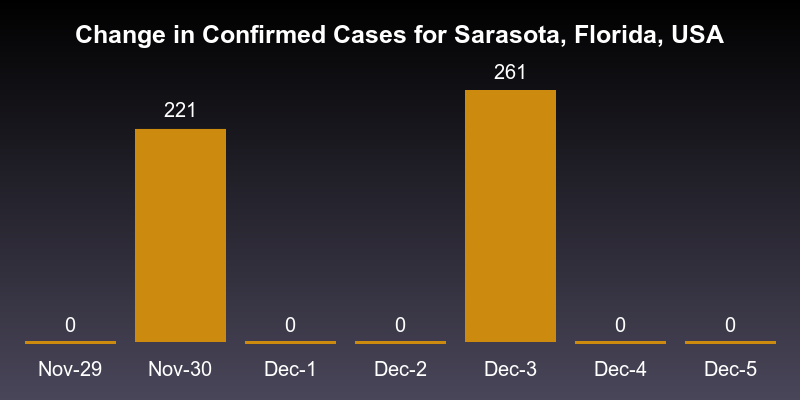 Change in Confirmed Cases for Sarasota, Florida, USA
261
221
0 0 0 0 0
Nov-29 Nov-30 Dec-1 Dec-2 Dec-3 Dec-4 Dec-5